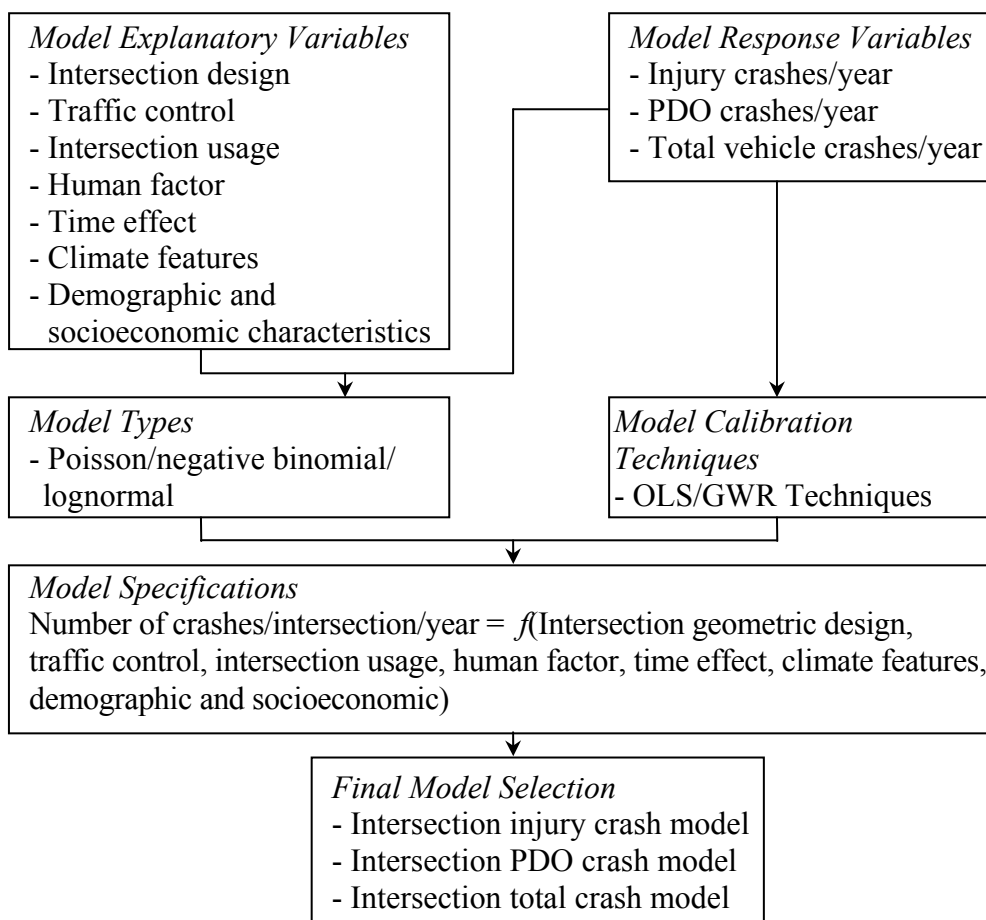 Model Explanatory Variables
- Intersection design
- Traffic control
- Intersection usage
- Human factor
- Time effect
- Climate features
- Demographic and
socioeconomic characteristics
Model Response Variables
- Injury crashes/year
- PDO crashes/year
- Total vehicle crashes/year
Model Types
- Poisson/negative binomial/
lognormal
Model Calibration
Techniques
- OLS/GWR Techniques
Model Specifications
Number of crashes/intersection/year = f(Intersection geometric design,
traffic control, intersection usage, human factor, time effect, climate features,
demographic and socioeconomic)
Final Model Selection
- Intersection injury crash model
- Intersection PDO crash model
- Intersection total crash model